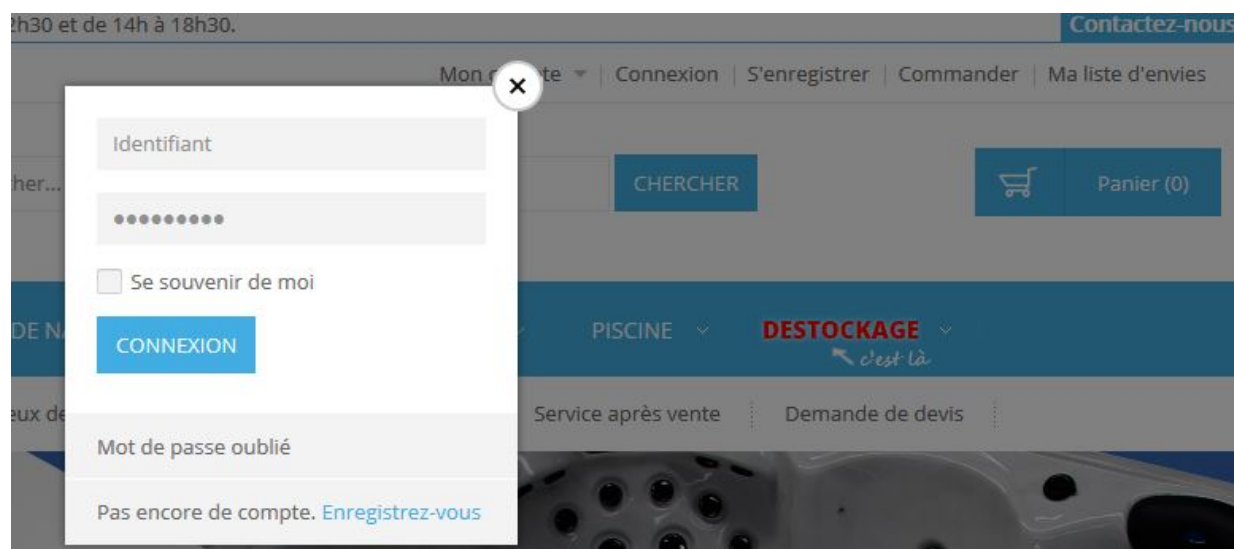 2h30 et de 14h à 18h30.
Contactez-nous
Mon compte | Connexion | S'enregistrer | Commander | Ma liste d'envies
Identifiant
CHERCHER
Panier (0)
•••••••••
Se souvenir de moi
CONNEXION
PISCINE
DESTOCKAGE
c'est là
Service après vente
Demande de devis
Mot de passe oublié
Pas encore de compte. Enregistrez-vous